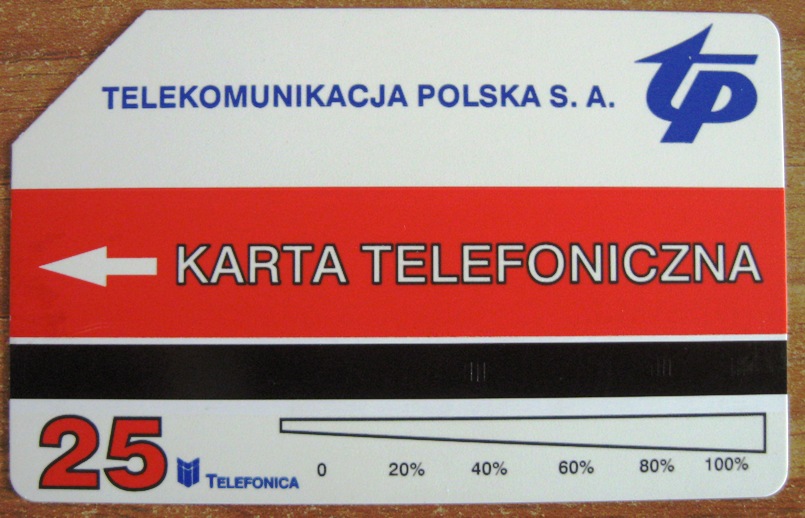 TELEKOMUNIKACJA POLSKA S. A.
tp
KARTA TELEFONICZNA
25 TELEFONICA
0 20% 40% 60% 80% 100%